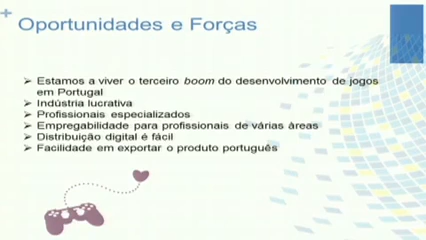 Oportunidades e Forças
➢ Estamos a viver o terceiro boom do desenvolvimento de jogos
em Portugal
➢ Indústria lucrativa
➢ Profissionais especializados
➢ Empregabilidade para profissionais de várias áreas
➢ Distribuição digital é fácil
➢ Facilidade em exportar o produto português